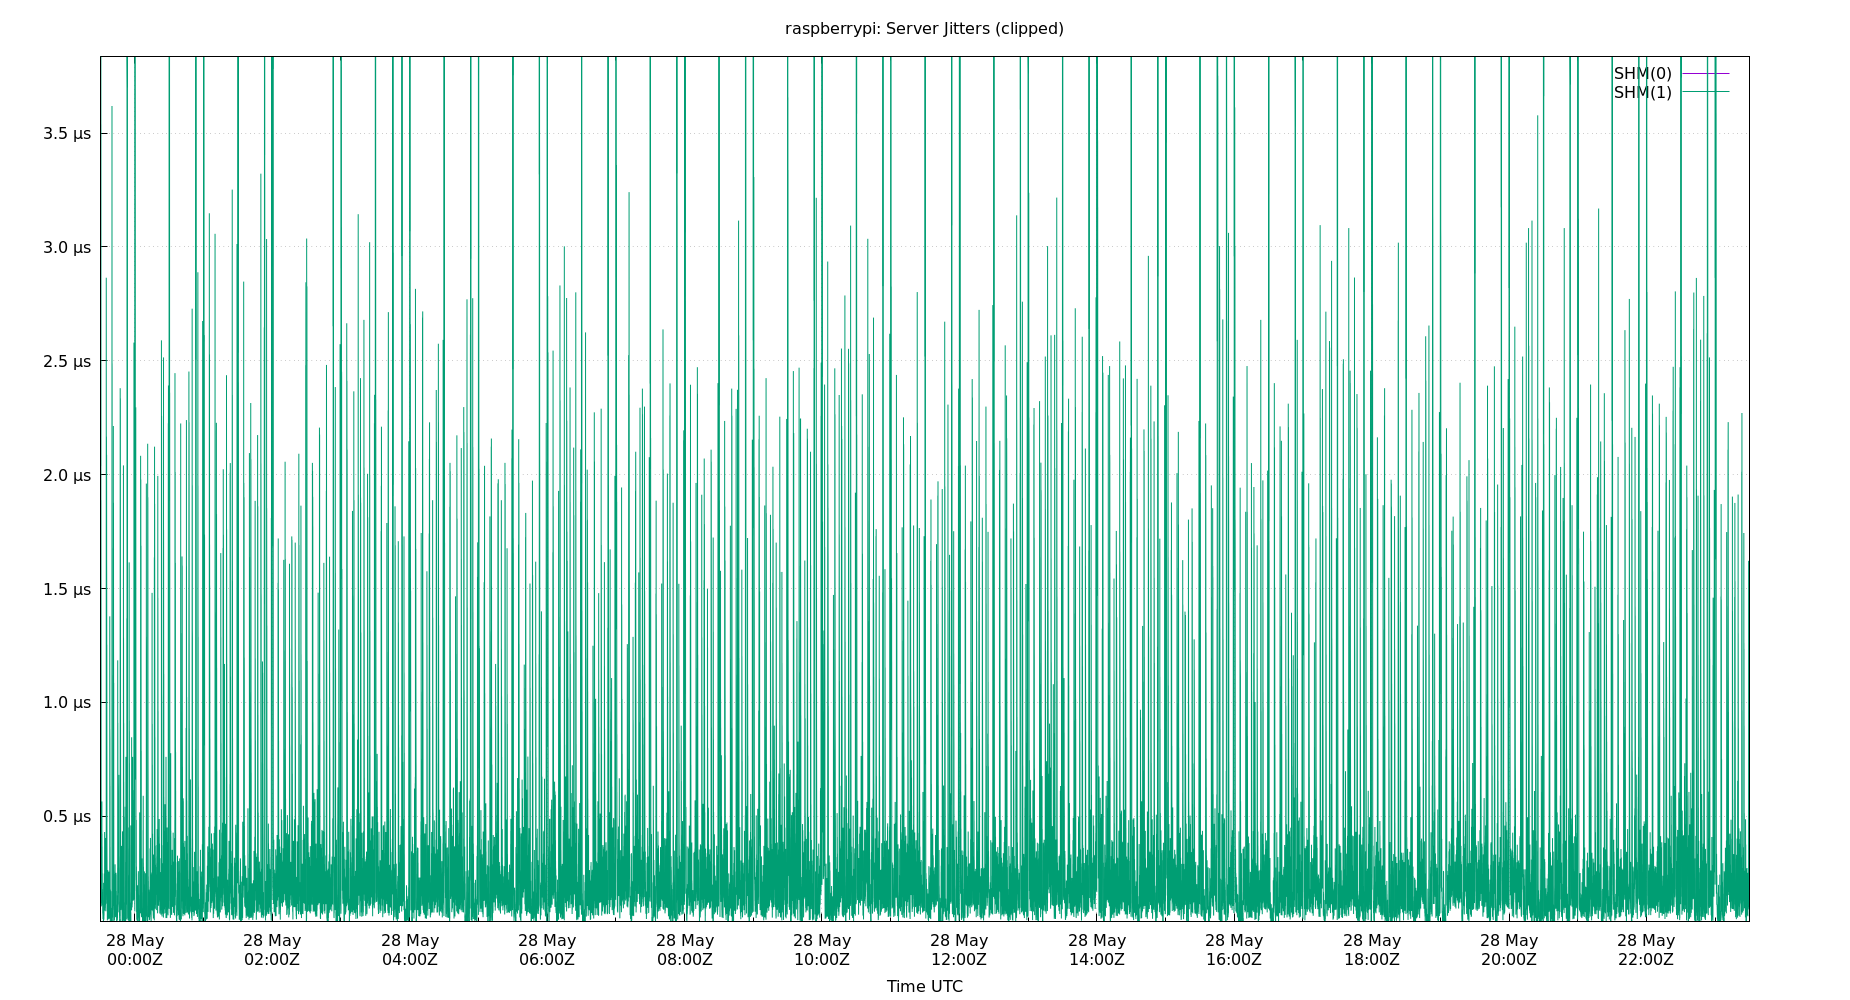 raspberrypi: Server Jitters (clipped)
SHM(0)
SHM(1)
3.5 µs
3.0 µs
2.5 µs
2.0 µs
1.5 µs
1.0 µs
0.5 µs
28 May 28 May 28 May 28 May 28 May 28 May 28 May 28 May 28 May 28 May 28 May 28 May
00:00Z 02:00Z 04:00Z 06:00Z 08:00Z 10:00Z 12:00Z 14:00Z 16:00Z 18:00Z 20:00Z 22:00Z
Time UTC